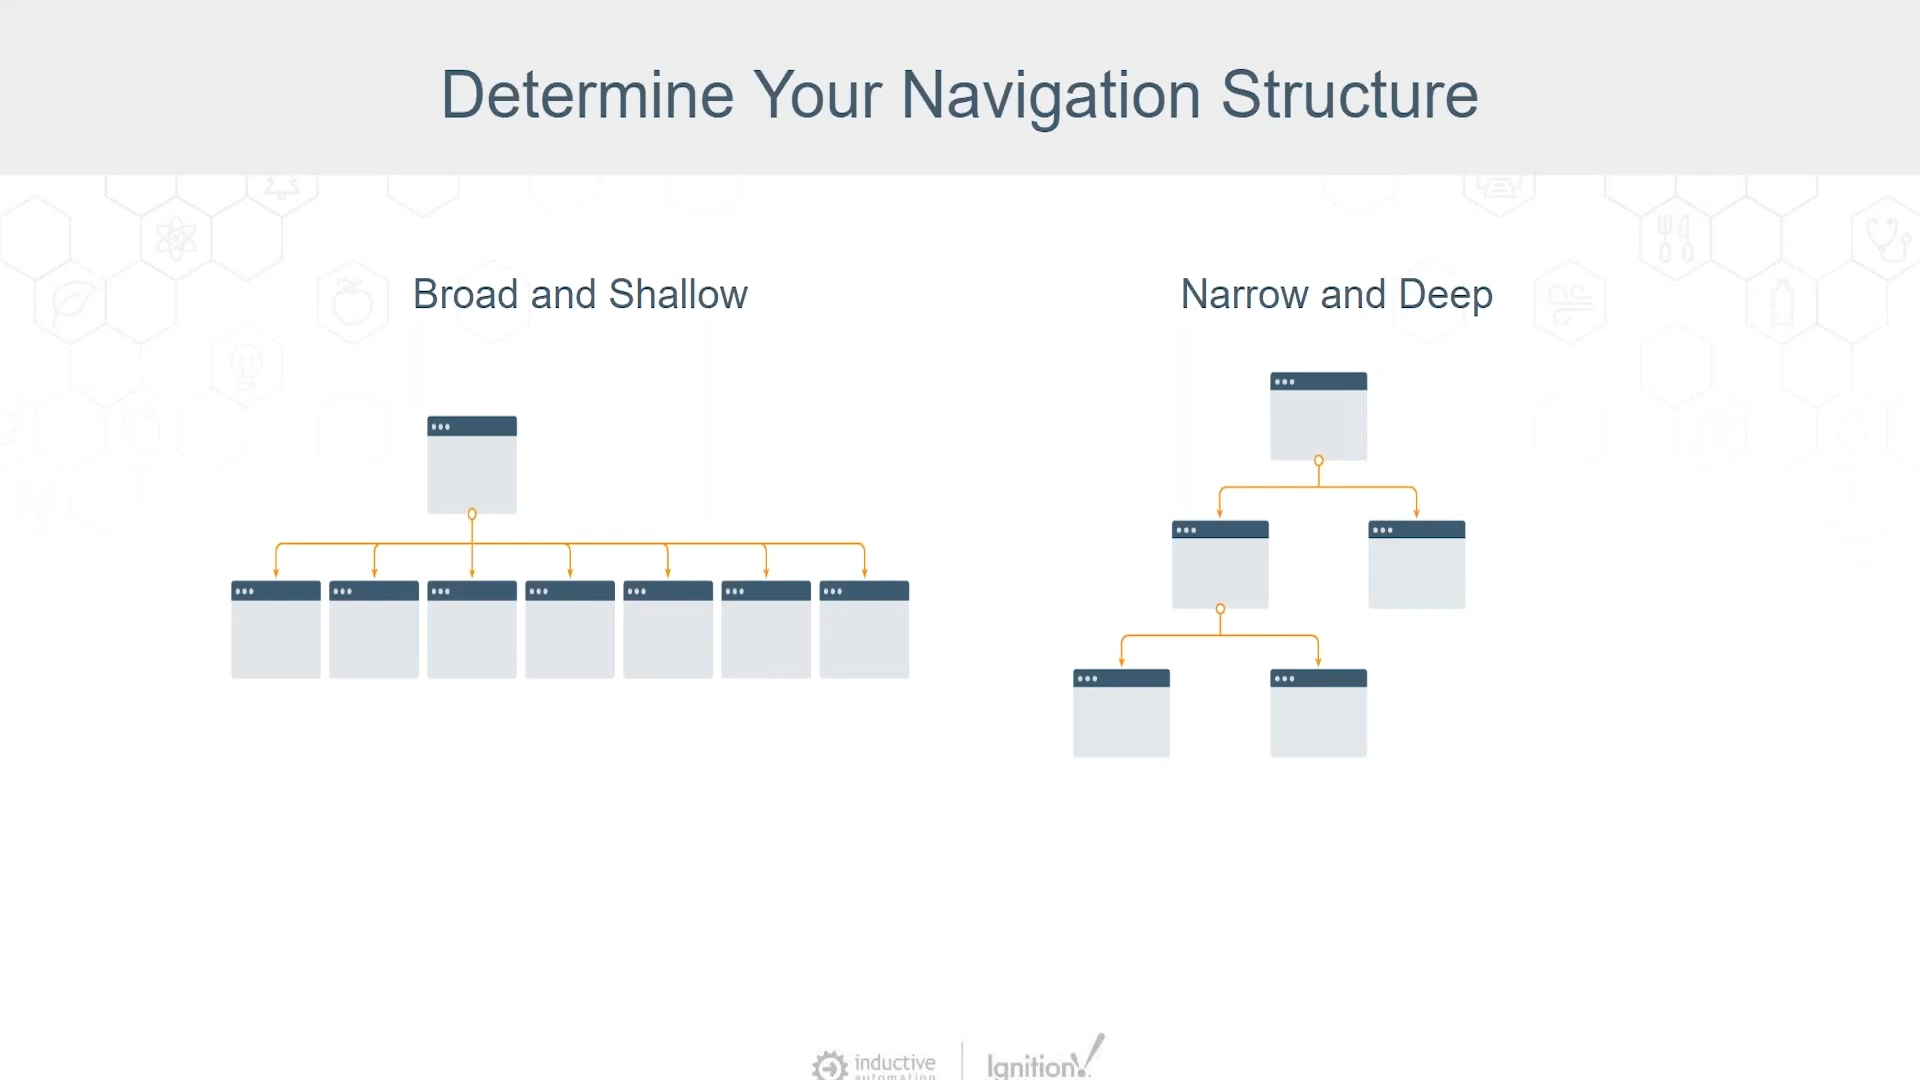 Determine Your Navigation Structure
Broad and Shallow
Narrow and Deep
inductive
automation
Ignition!